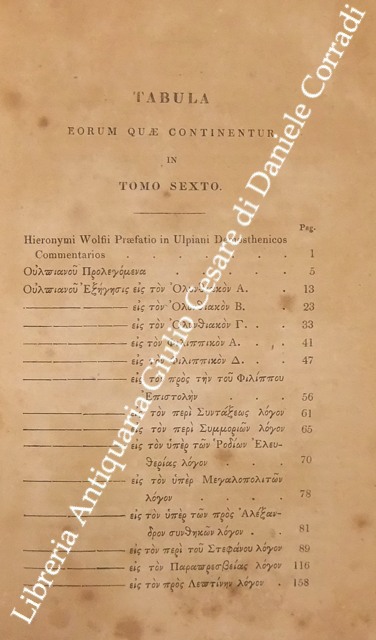 TABULA
EORUM QUÆ CONTINENTUR
IN
TOMO SEXTO.
Pag.
Hieronymi Wolfii Præfatio in Ulpiani Demosthenicos
Commentarios . . . . . . . . 1
Οὐλπιανοῦ Προλεγόμενα . . . . . 5
Οὐλπιανοῦ Ἐξήγησις εἰς τὸν Ὀλυνθιακὸν Α. . 13
——— εἰς τὸν Ὀλυνθιακὸν Β. . 23
——— εἰς τὸν Ὀλυνθιακὸν Γ. . . 33
——— εἰς τὸν Φιλιππικὸν Α. . . 41
——— εἰς τὸν Φιλιππικὸν Δ. . . 47
——— εἰς τὸν πρὸς τὴν τοῦ Φιλίππου
Ἐπιστολὴν . . 56
——— εἰς τὸν περὶ Συντάξεως λόγον 61
——— εἰς τὸν περὶ Συμμοριῶν λόγον 65
——— εἰς τὸν ὑπὲρ τῶν Ῥοδίων Ἐλευ-
θερίας λόγον . . . 70
——— εἰς τὸν ὑπὲρ Μεγαλοπολιτῶν
λόγον . . . . 78
——— εἰς τὸν ὑπὲρ τῶν πρὸς Ἀλέξαν-
δρον συνθηκῶν λόγον . . 81
——— εἰς τὸν περὶ τοῦ Στεφάνου λόγον 89
——— εἰς τὸν Παραπρεσβείας λόγον 116
——— εἰς τὸν πρὸς Λεπτίνην λόγον . 158
Libreria Antiquaria Giulio Cesare di Daniele Corradi